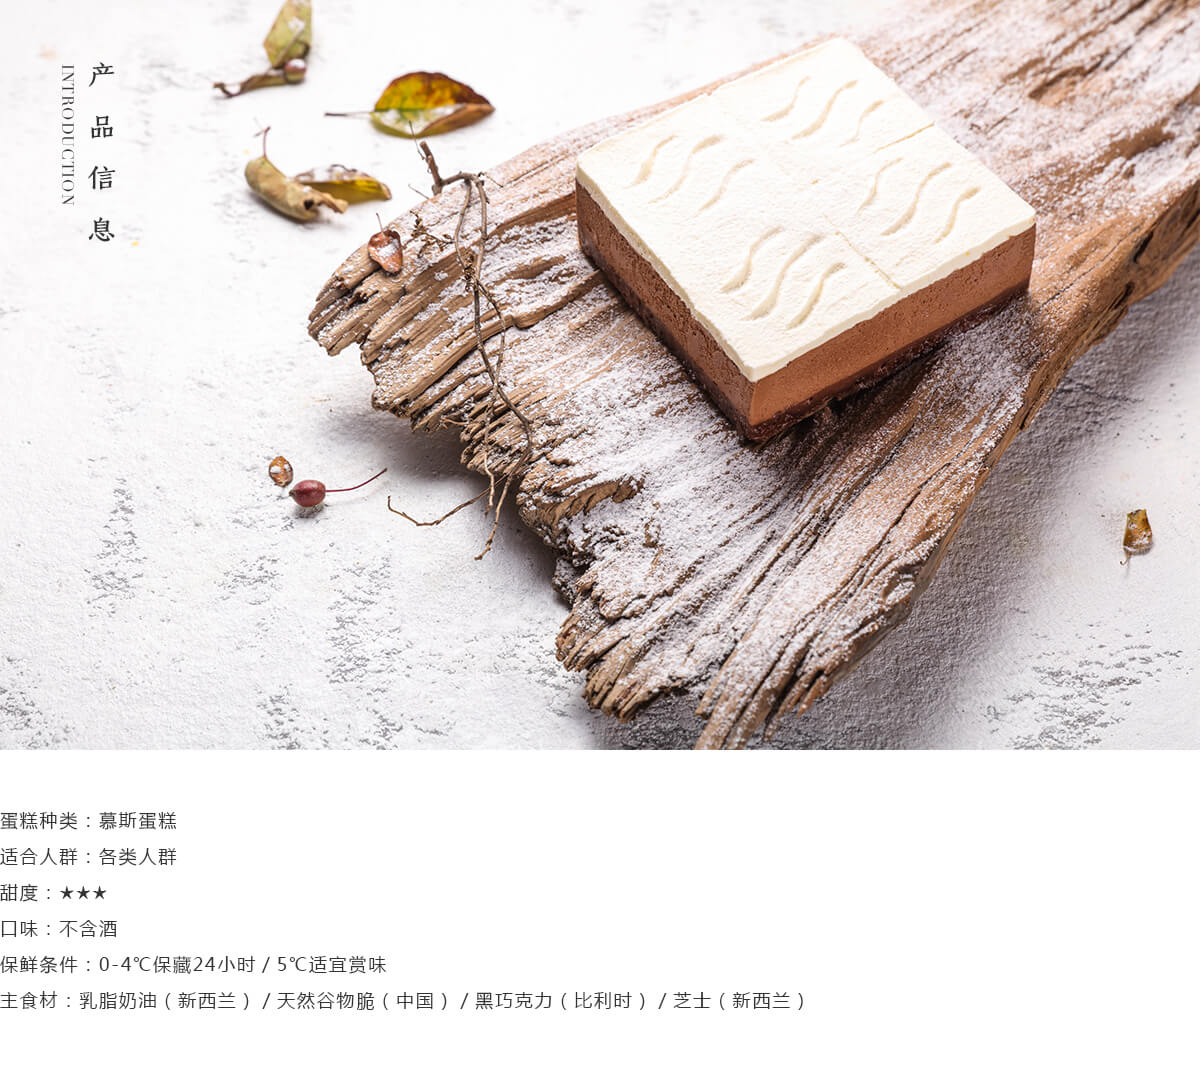 产品信息
INTRODUCTION
蛋糕种类：慕斯蛋糕
适合人群：各类人群
甜度：★★★
口味：不含酒
保鲜条件：0-4℃保藏24小时 / 5℃适宜赏味
主食材：乳脂奶油（新西兰） / 天然谷物脆（中国） / 黑巧克力（比利时） / 芝士（新西兰）